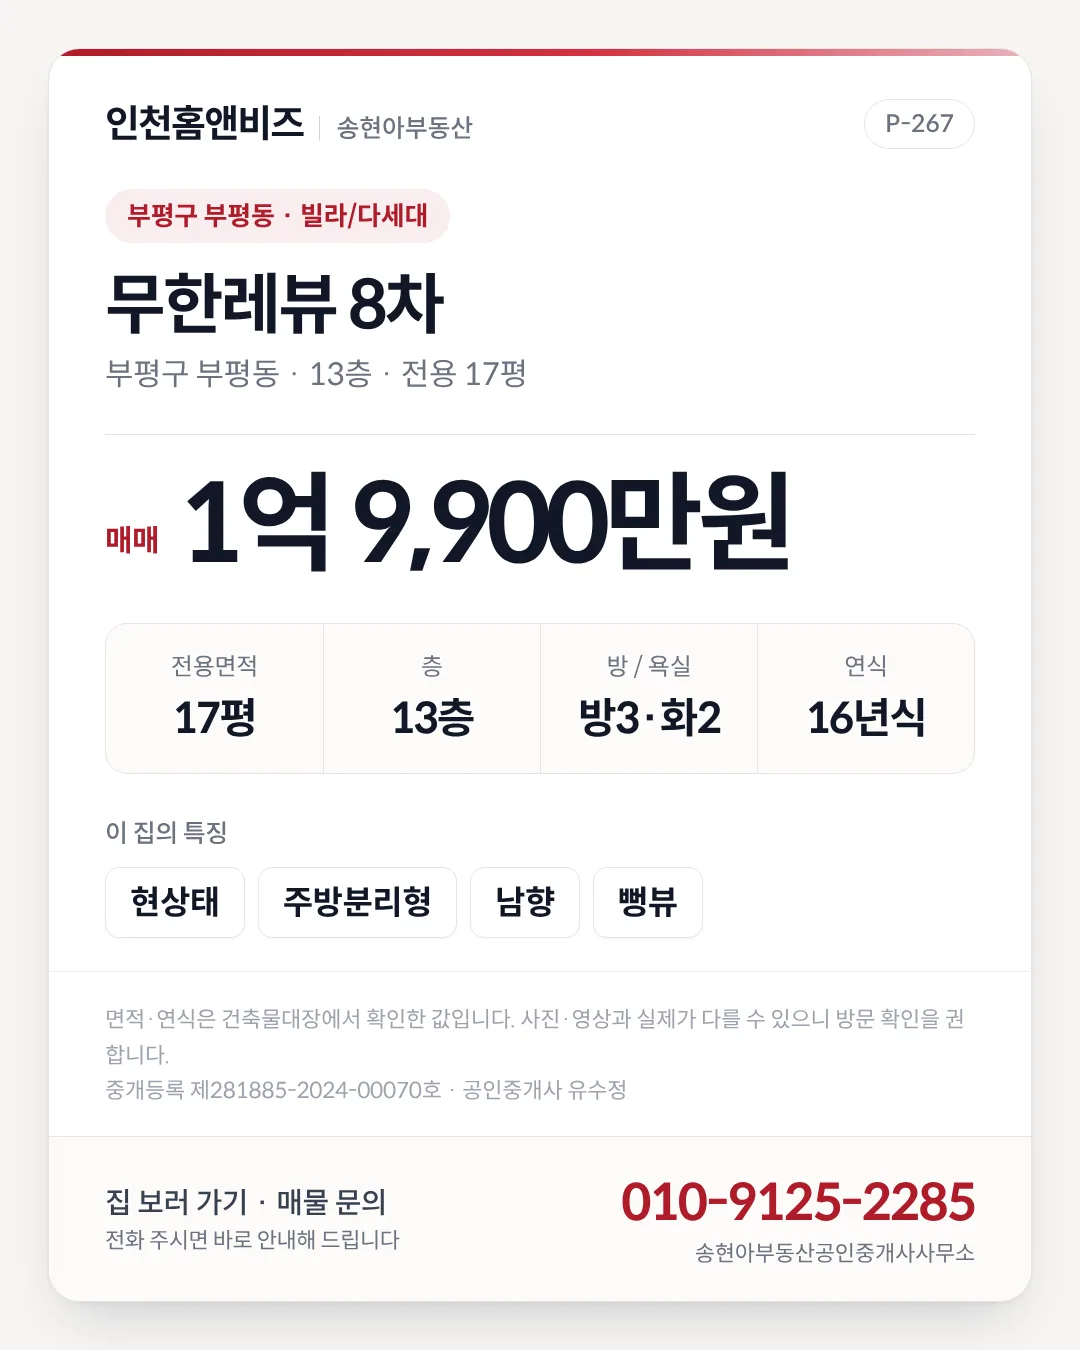 인천홈앤비즈 | 송현아부동산
P-267
부평구 부평동 · 빌라/다세대
무한레뷰 8차
부평구 부평동 · 13층 · 전용 17평
매매 1억 9,900만원
전용면적
17평
층
13층
방 / 욕실
방3·화2
연식
16년식
이 집의 특징
현상태
주방분리형
남향
뻥뷰
면적·연식은 건축물대장에서 확인한 값입니다. 사진·영상과 실제가 다를 수 있으니 방문 확인을 권
합니다.
중개등록 제281885-2024-00070호 · 공인중개사 유수정
집 보러 가기 · 매물 문의
전화 주시면 바로 안내해 드립니다
010-9125-2285
송현아부동산공인중개사사무소